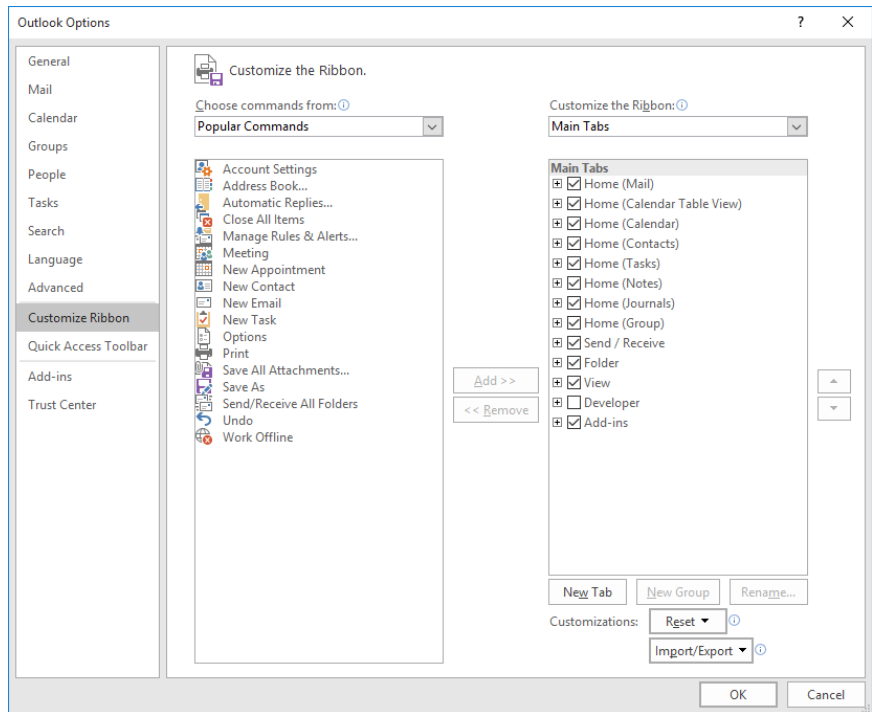 Outlook Options
?
General
Mail
Calendar
Groups
People
Tasks
Search
Language
Advanced
Customize Ribbon
Quick Access Toolbar
Add-ins
Trust Center
Customize the Ribbon.
Choose commands from:
Popular Commands
Account Settings
Address Book...
Automatic Replies...
Close All Items
Manage Rules & Alerts...
Meeting
New Appointment
New Contact
New Email
New Task
Options
Print
Save All Attachments...
Save As
Send/Receive All Folders
Undo
Work Offline
Add >>
<< Remove
Customize the Ribbon:
Main Tabs
Main Tabs
Home (Mail)
Home (Calendar Table View)
Home (Calendar)
Home (Contacts)
Home (Tasks)
Home (Notes)
Home (Journals)
Home (Group)
Send / Receive
Folder
View
Developer
Add-ins
New Tab New Group Rename...
Customizations: Reset
Import/Export
OK Cancel